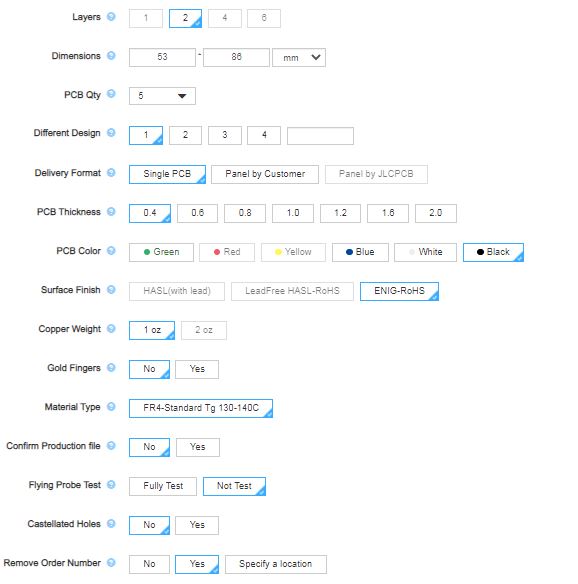 Layers 1 2 4 6
Dimensions 53 - 86 mm
PCB Qty 5
Different Design 1 2 3 4
Delivery Format Single PCB Panel by Customer Panel by JLCPCB
PCB Thickness 0.4 0.6 0.8 1.0 1.2 1.6 2.0
PCB Color Green Red Yellow Blue White Black
Surface Finish HASL(with lead) LeadFree HASL-RoHS ENIG-RoHS
Copper Weight 1 oz 2 oz
Gold Fingers No Yes
Material Type FR4-Standard Tg 130-140C
Confirm Production file No Yes
Flying Probe Test Fully Test Not Test
Castellated Holes No Yes
Remove Order Number No Yes Specify a location